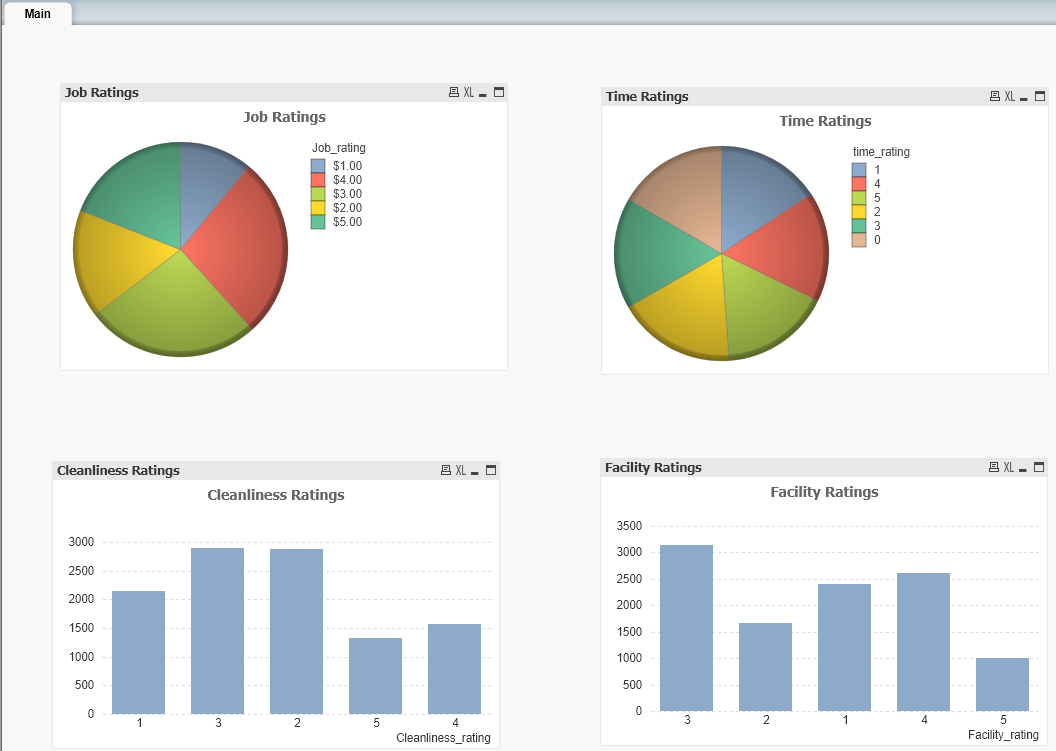 Main
Job Ratings XL
Job Ratings
Job_rating
$1.00
$4.00
$3.00
$2.00
$5.00
Time Ratings XL
Time Ratings
time_rating
1
4
5
2
3
0
Cleanliness Ratings XL
Cleanliness Ratings
3000
2500
2000
1500
1000
500
0
1 3 2 5 4
Cleanliness_rating
Facility Ratings XL
Facility Ratings
3500
3000
2500
2000
1500
1000
500
0
3 2 1 4 5
Facility_rating